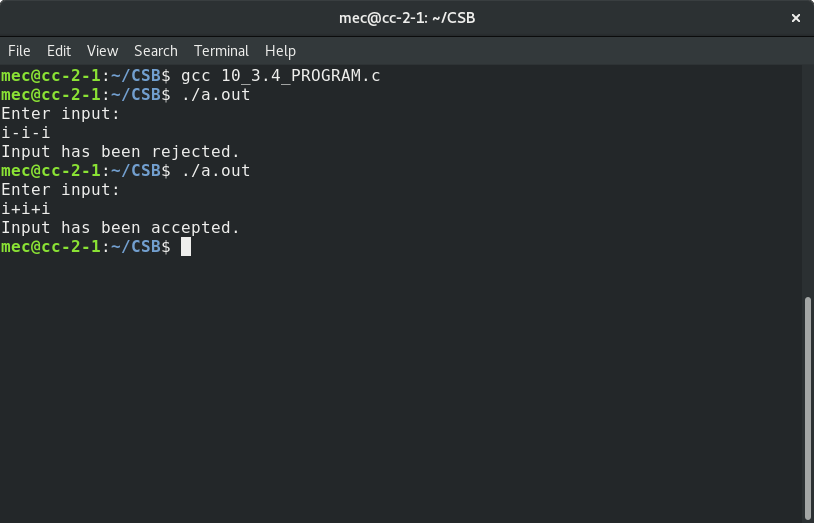 mec@cc-2-1: ~/CSB ×
File Edit View Search Terminal Help
mec@cc-2-1:~/CSB$ gcc 10_3.4_PROGRAM.c
mec@cc-2-1:~/CSB$ ./a.out
Enter input:
i-i-i
Input has been rejected.
mec@cc-2-1:~/CSB$ ./a.out
Enter input:
i+i+i
Input has been accepted.
mec@cc-2-1:~/CSB$